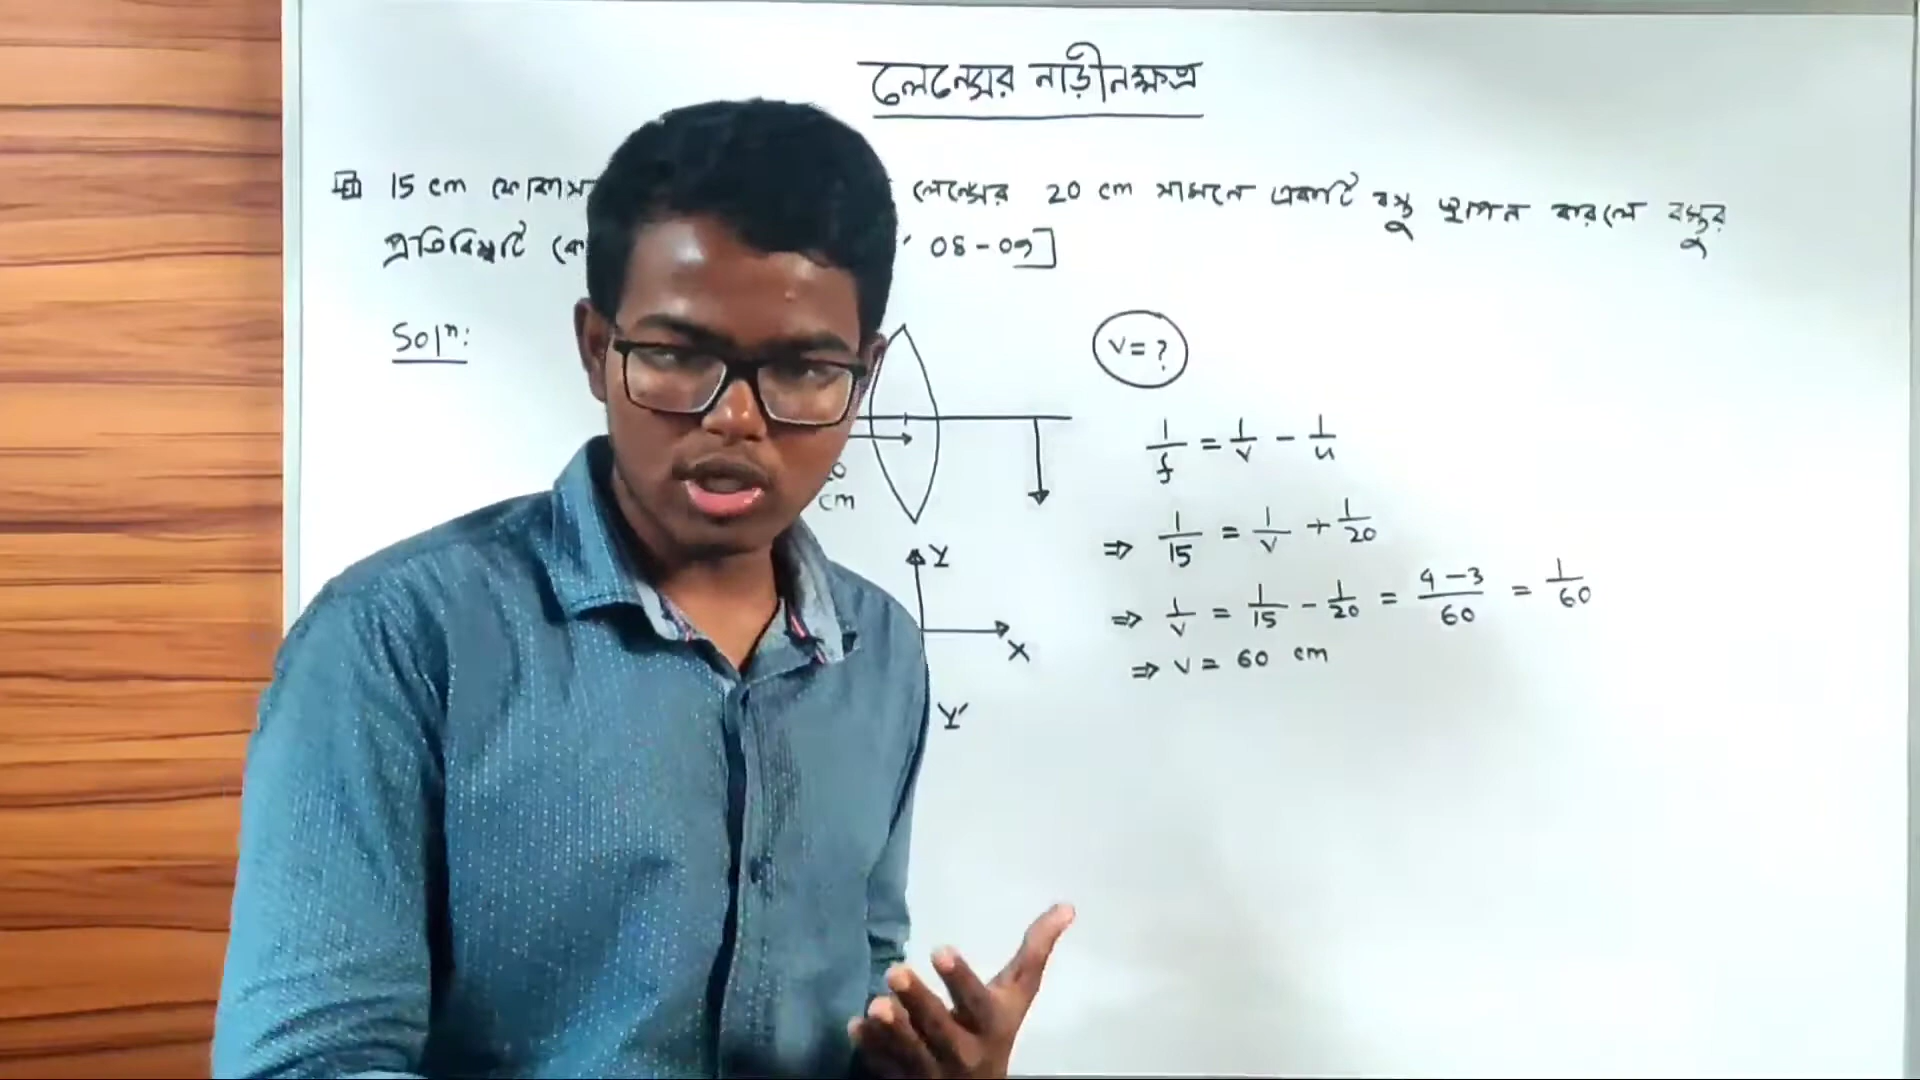 লেন্সের নাড়ীনক্ষত্র
15 cm ফোকাস লেন্সের 20 cm সামনে একটি বস্তু স্থাপন করলে বস্তুর
প্রতিবিম্বটি কো ' 08-09]
Solⁿ:
V = ?
cm
1/f = 1/v - 1/u
⇒ 1/15 = 1/v + 1/20
⇒ 1/v = 1/15 - 1/20 = 4-3/60 = 1/60
⇒ v = 60 cm
Y
X
Y'